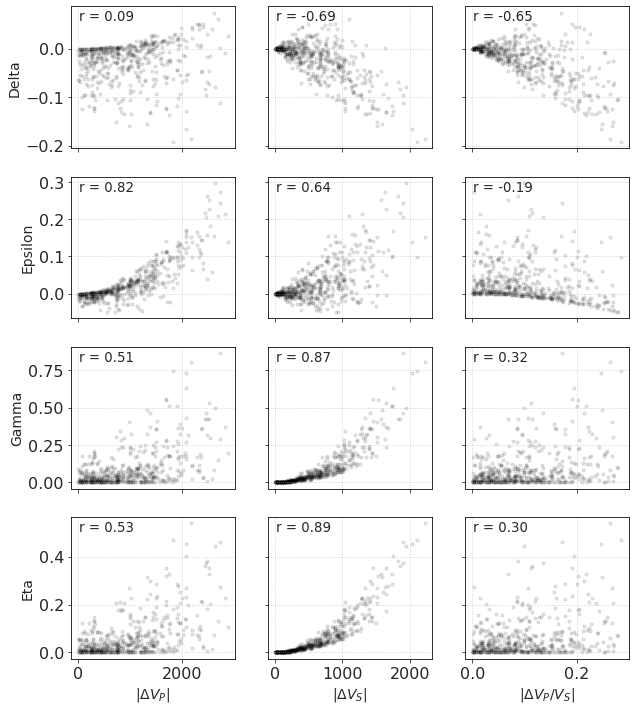 r = 0.09
r = -0.69
r = -0.65
Delta
0.0
−0.1
−0.2
r = 0.82
r = 0.64
r = -0.19
Epsilon
0.3
0.2
0.1
0.0
r = 0.51
r = 0.87
r = 0.32
Gamma
0.75
0.50
0.25
0.00
r = 0.53
r = 0.89
r = 0.30
Eta
0.4
0.2
0.0
0 2000
0 1000 2000
0.0 0.2
|ΔV_P|
|ΔV_S|
|ΔV_P/V_S|